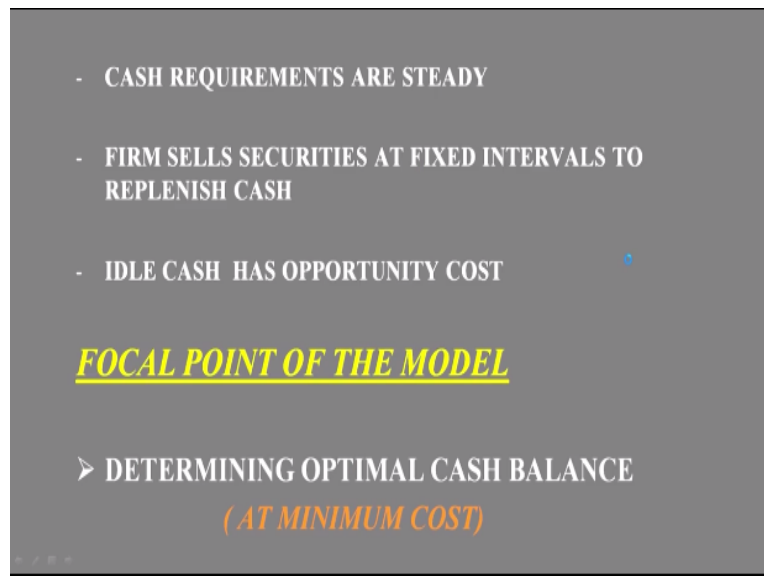 - CASH REQUIREMENTS ARE STEADY
- FIRM SELLS SECURITIES AT FIXED INTERVALS TO
REPLENISH CASH
- IDLE CASH HAS OPPORTUNITY COST
FOCAL POINT OF THE MODEL
➢ DETERMINING OPTIMAL CASH BALANCE
( AT MINIMUM COST)